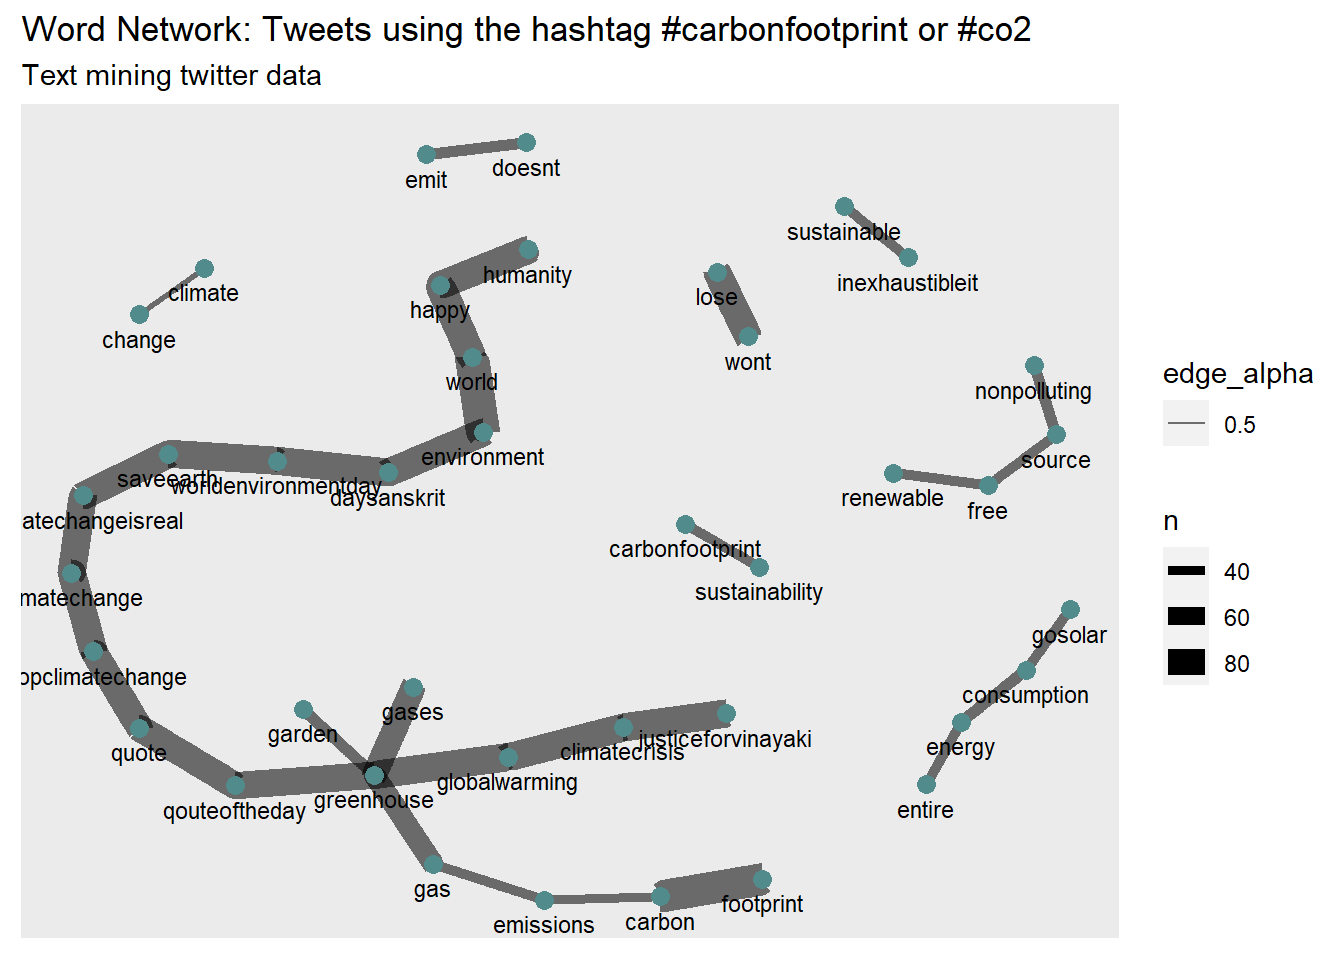 Word Network: Tweets using the hashtag #carbonfootprint or #co2
Text mining twitter data
emit
doesnt
sustainable
inexhaustibleit
climate
change
humanity
happy
lose
wont
world
nonpolluting
source
environment
saveearth
worldenvironmentday
daysanskrit
renewable
free
atechangeisreal
carbonfootprint
sustainability
matechange
gosolar
opclimatechange
consumption
gases
garden
quote
justiceforvinayaki
climatecrisis
energy
globalwarming
greenhouse
qouteoftheday
entire
gas
footprint
emissions
carbon
edge_alpha
0.5
n
40
60
80